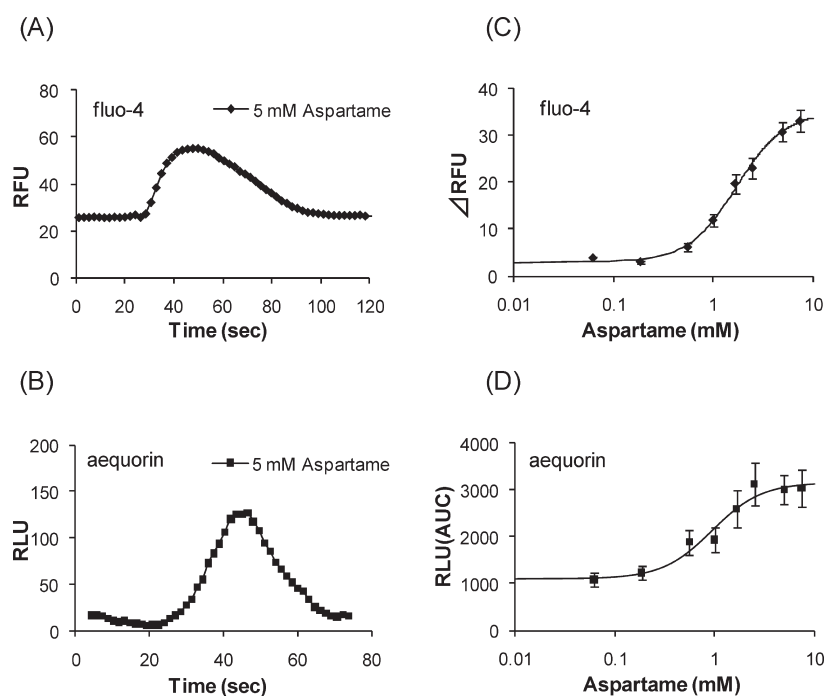 (A)
fluo-4
5 mM Aspartame
RFU
80
60
40
20
0
0 20 40 60 80 100 120
Time (sec)
(C)
fluo-4
⊿RFU
40
30
20
10
0
0.01 0.1 1 10
Aspartame (mM)
(B)
aequorin
5 mM Aspartame
RLU
200
150
100
50
0
0 20 40 60 80
Time (sec)
(D)
aequorin
RLU(AUC)
4000
3000
2000
1000
0
0.01 0.1 1 10
Aspartame (mM)